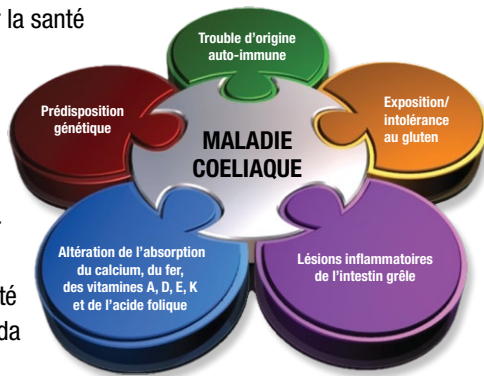 r la santé
Trouble d'origine
auto-immune
Prédisposition
génétique
Exposition/
intolérance
au gluten
MALADIE
COELIAQUE
Altération de l'absorption
du calcium, du fer,
des vitamines A, D, E, K
et de l'acide folique
Lésions inflammatoires
de l'intestin grêle
té
da